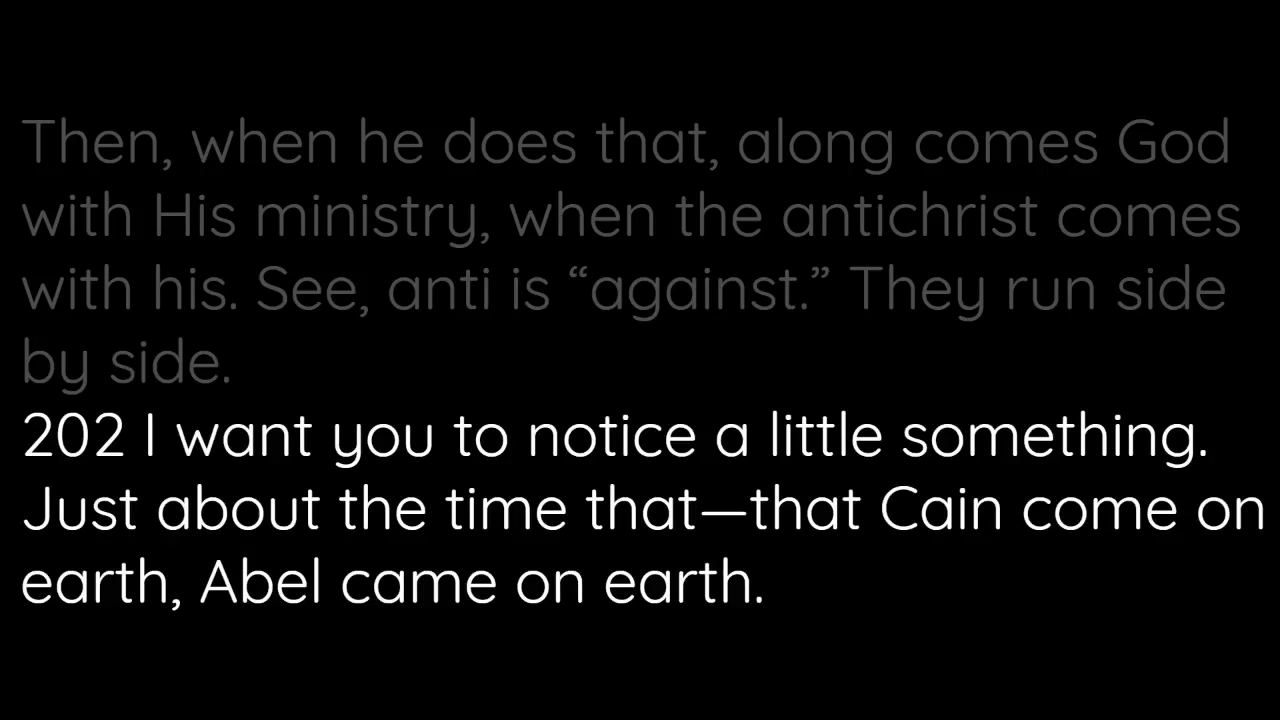 Then, when he does that, along comes God
with His ministry, when the antichrist comes
with his. See, anti is “against.” They run side
by side.
202 I want you to notice a little something.
Just about the time that—that Cain come on
earth, Abel came on earth.